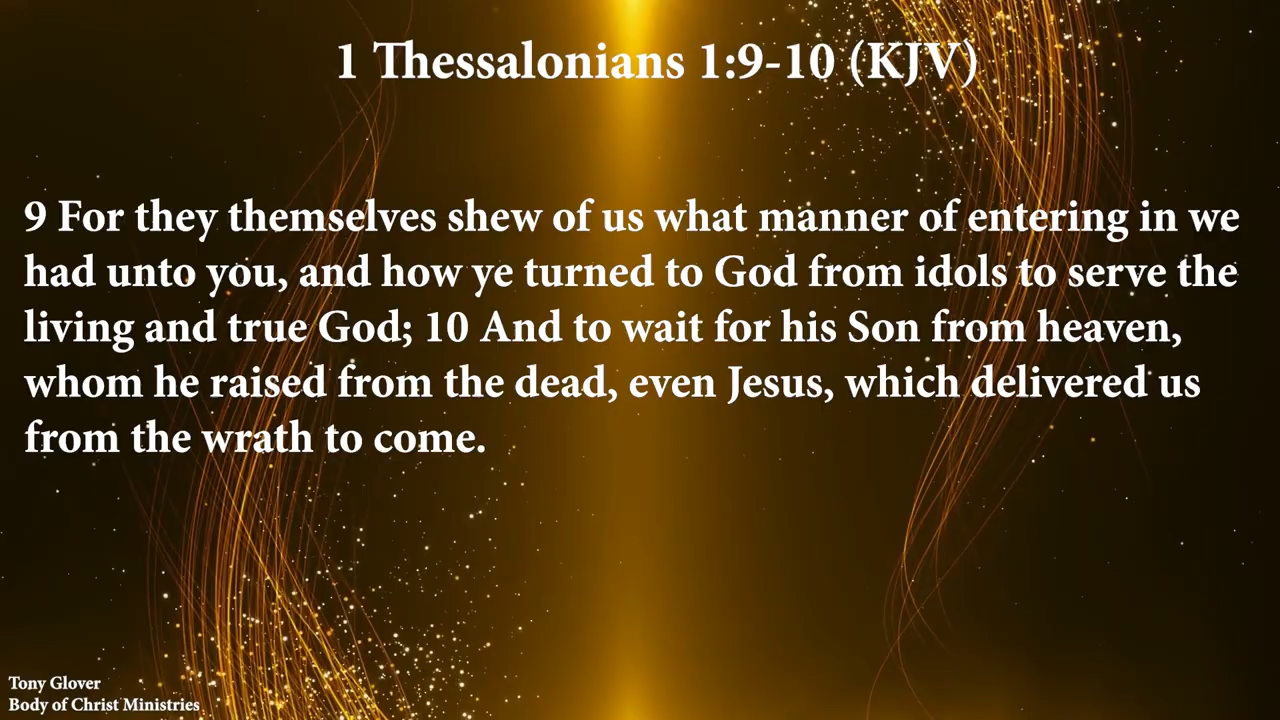 1 Thessalonians 1:9-10 (KJV)
9 For they themselves shew of us what manner of entering in we
had unto you, and how ye turned to God from idols to serve the
living and true God; 10 And to wait for his Son from heaven,
whom he raised from the dead, even Jesus, which delivered us
from the wrath to come.
Tony Glover
Body of Christ Ministries